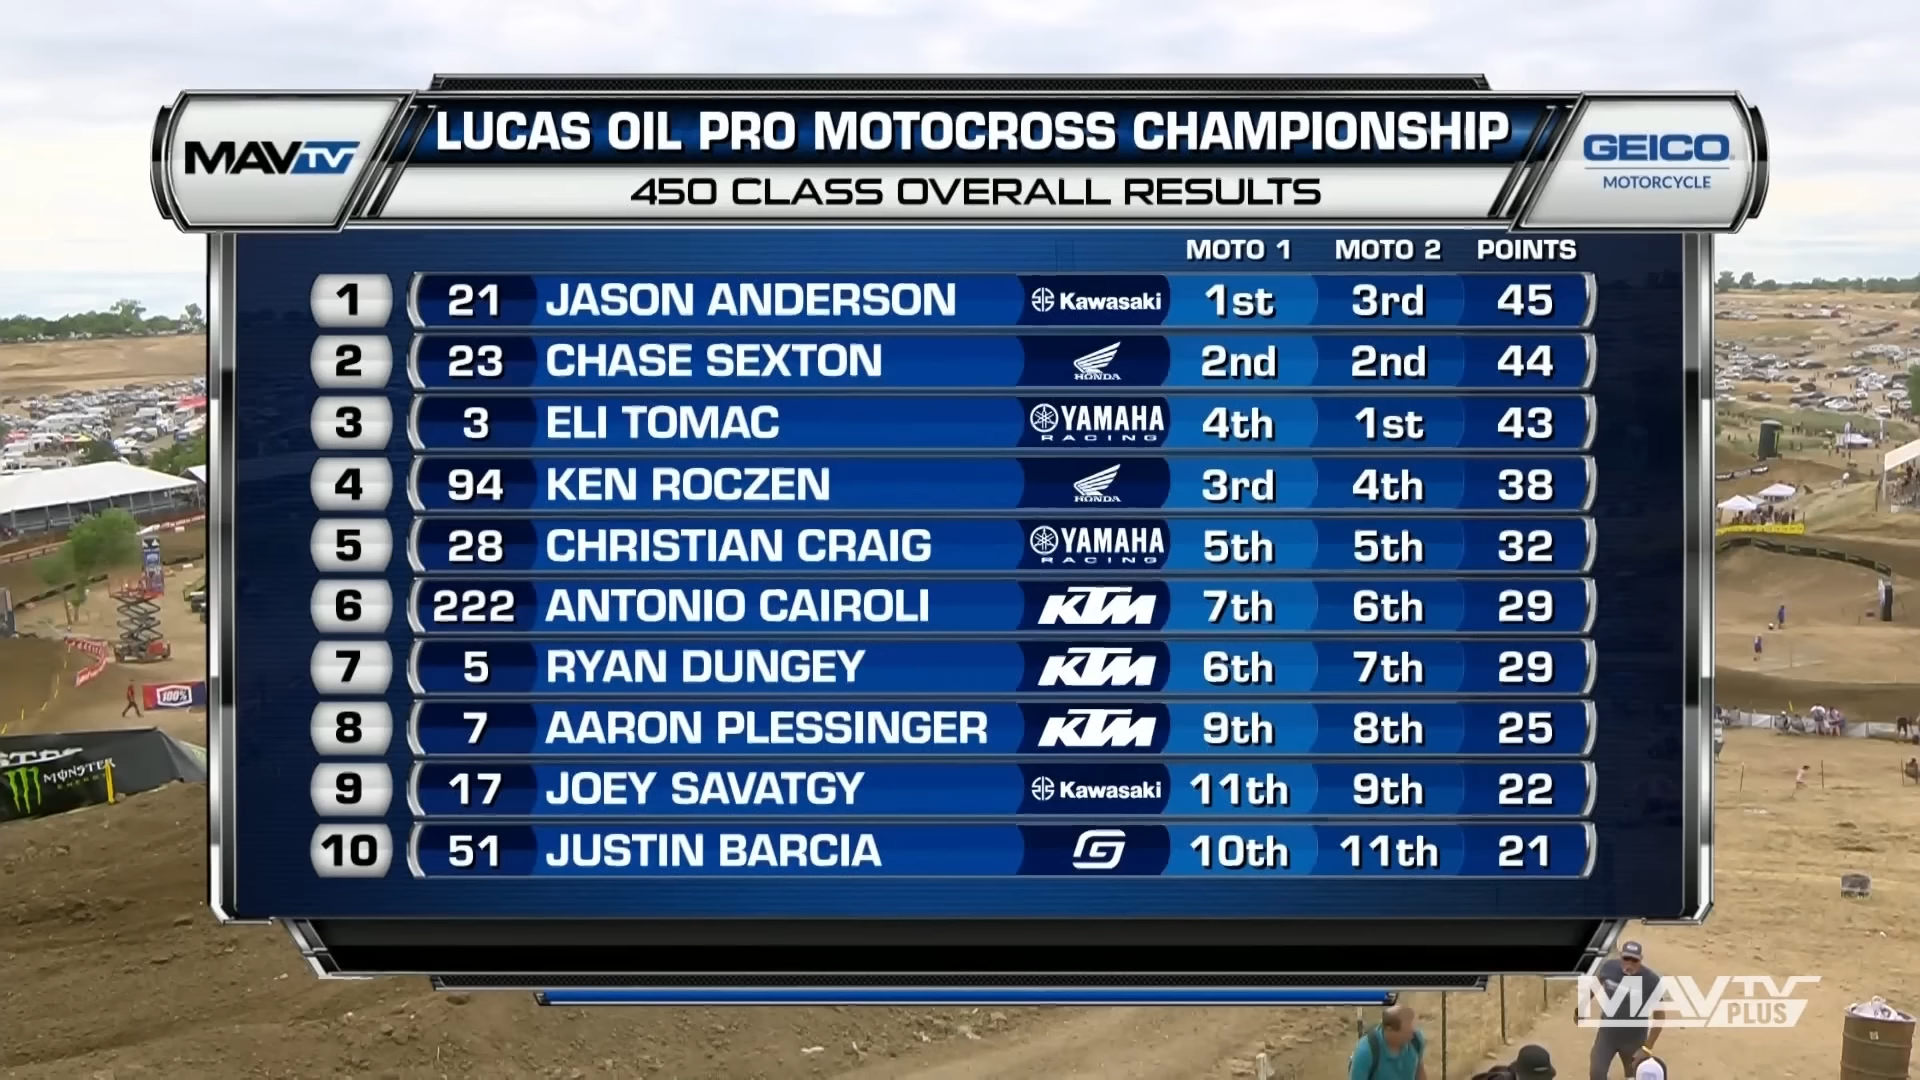 MAVTV
LUCAS OIL PRO MOTOCROSS CHAMPIONSHIP
GEICO
MOTORCYCLE
450 CLASS OVERALL RESULTS
MOTO 1 MOTO 2 POINTS
1 21 JASON ANDERSON Kawasaki 1st 3rd 45
2 23 CHASE SEXTON HONDA 2nd 2nd 44
3 3 ELI TOMAC YAMAHA RACING 4th 1st 43
4 94 KEN ROCZEN HONDA 3rd 4th 38
5 28 CHRISTIAN CRAIG YAMAHA RACING 5th 5th 32
6 222 ANTONIO CAIROLI KTM 7th 6th 29
7 5 RYAN DUNGEY KTM 6th 7th 29
8 7 AARON PLESSINGER KTM 9th 8th 25
9 17 JOEY SAVATGY Kawasaki 11th 9th 22
10 51 JUSTIN BARCIA G 10th 11th 21
100%
MONSTER
ENERGY
MAVTV
PLUS